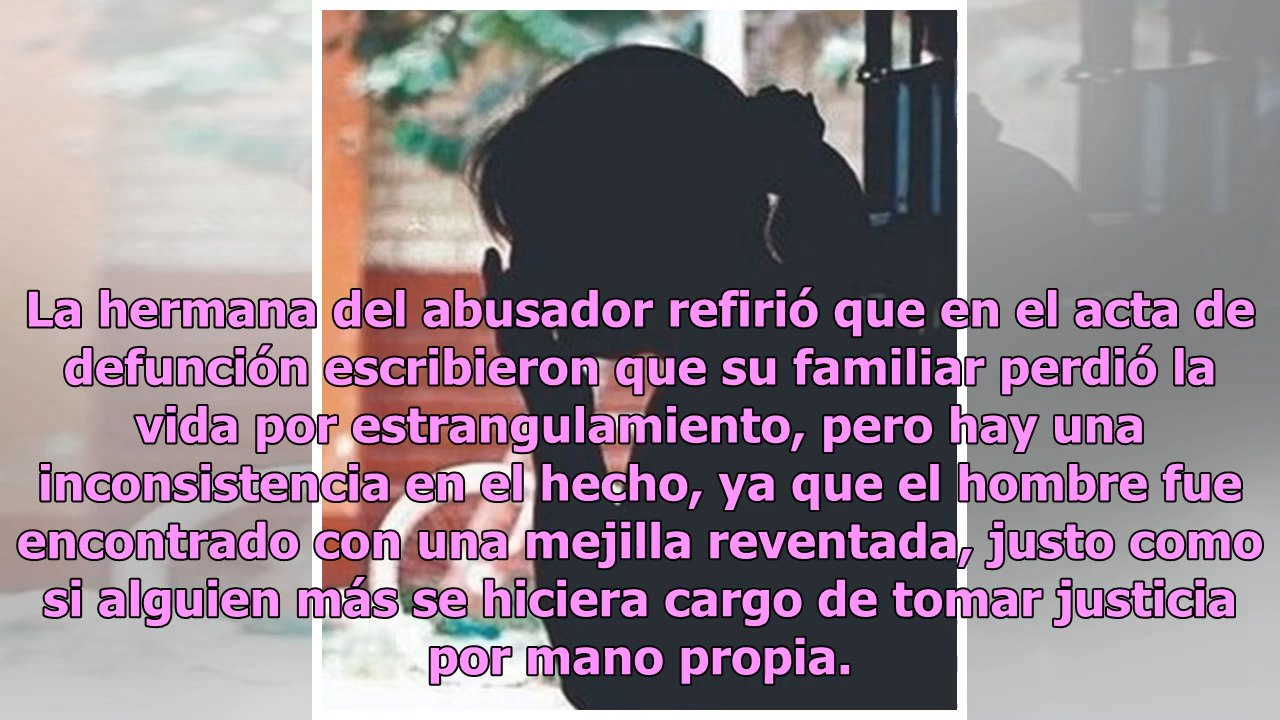 La hermana del abusador refirió que en el acta de
defunción escribieron que su familiar perdió la
vida por estrangulamiento, pero hay una
inconsistencia en el hecho, ya que el hombre fue
encontrado con una mejilla reventada, justo como
si alguien más se hiciera cargo de tomar justicia
por mano propia.